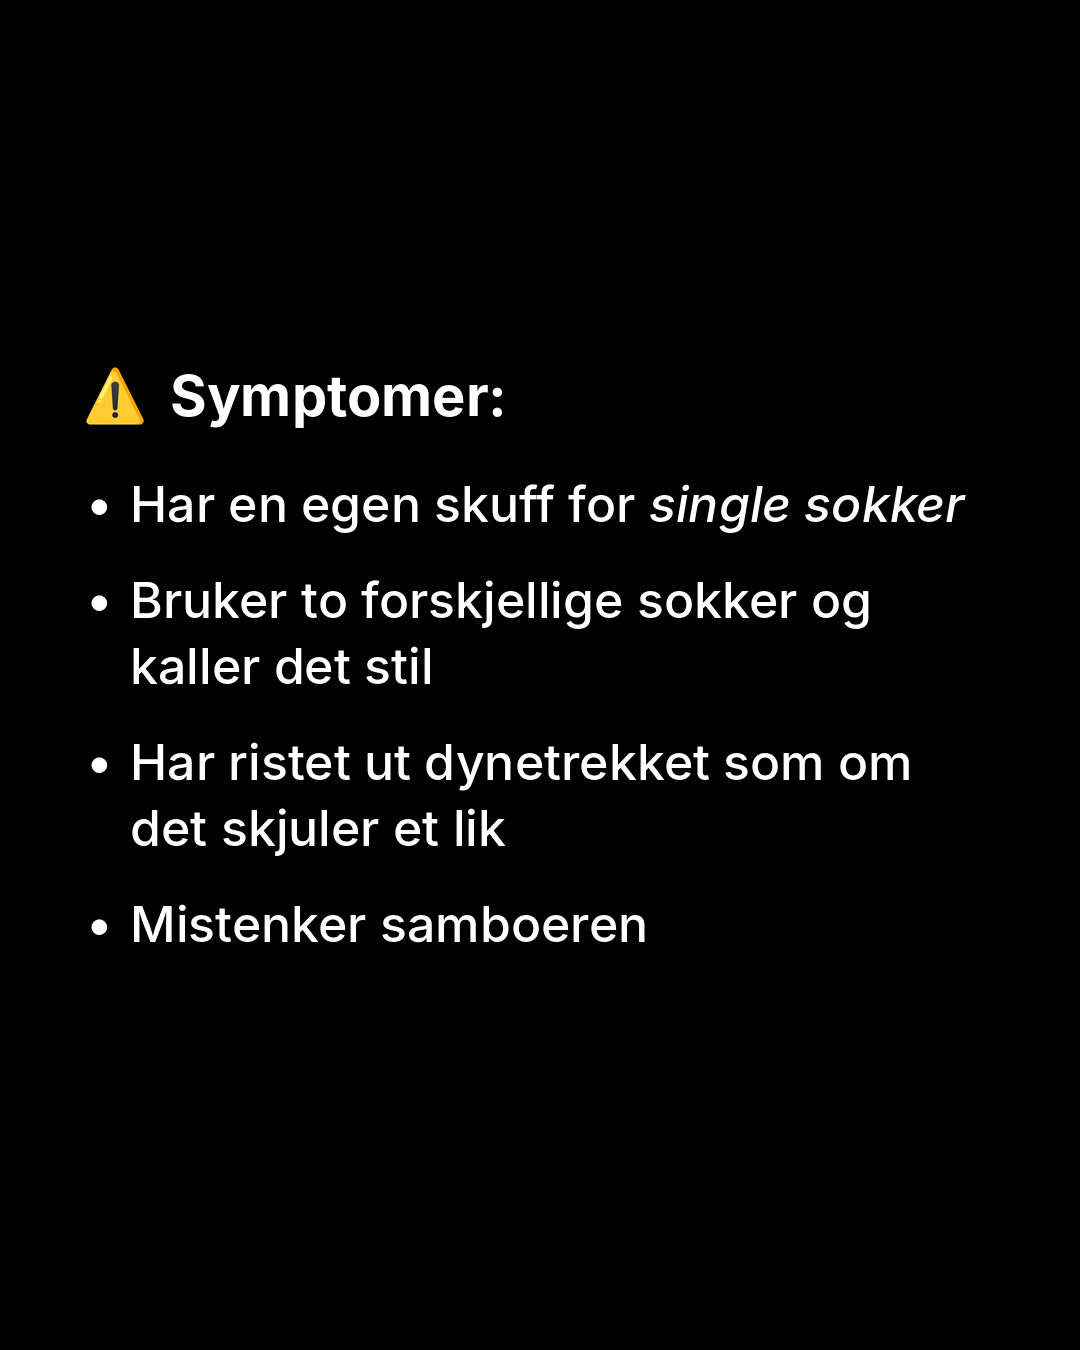 ⚠️ Symptomer:
• Har en egen skuff for single sokker
• Bruker to forskjellige sokker og
kaller det stil
• Har ristet ut dynetrekket som om
det skjuler et lik
• Mistenker samboeren